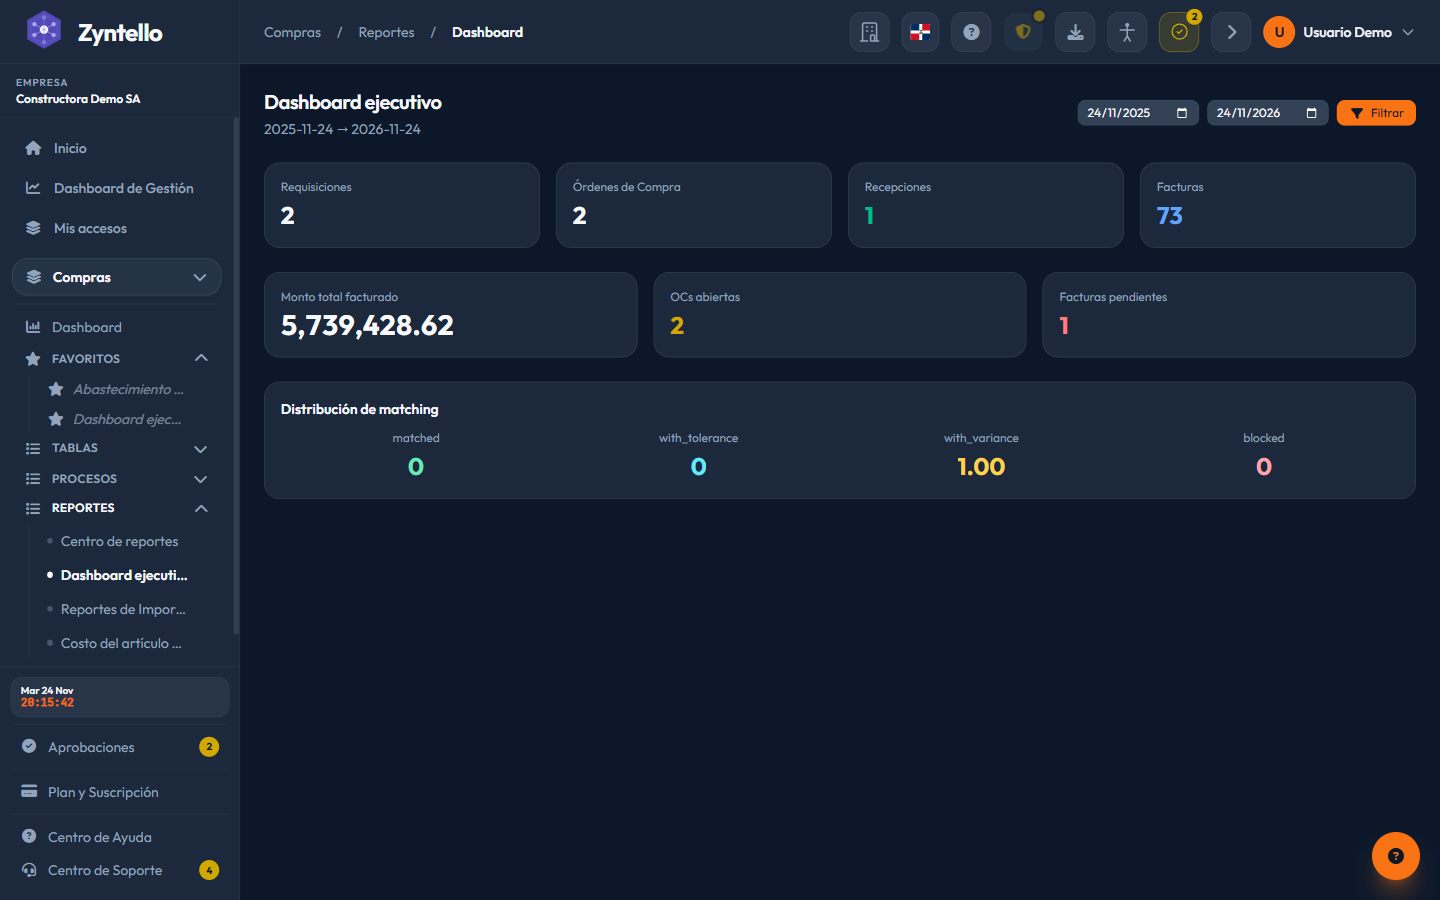 Zyntello
Compras / Reportes / Dashboard
2
U
Usuario Demo
EMPRESA
Constructora Demo SA
Inicio
Dashboard de Gestión
Mis accesos
Compras
Dashboard
FAVORITOS
Abastecimiento ...
Dashboard ejec...
TABLAS
PROCESOS
REPORTES
Centro de reportes
Dashboard ejecuti...
Reportes de Impor...
Costo del artículo ...
Mar 24 Nov
20:15:42
Aprobaciones 2
Plan y Suscripción
Centro de Ayuda
Centro de Soporte 4
Dashboard ejecutivo
2025-11-24 → 2026-11-24
24/11/2025
24/11/2026
Filtrar
Requisiciones
2
Órdenes de Compra
2
Recepciones
1
Facturas
73
Monto total facturado
5,739,428.62
OCs abiertas
2
Facturas pendientes
1
Distribución de matching
matched
0
with_tolerance
0
with_variance
1.00
blocked
0